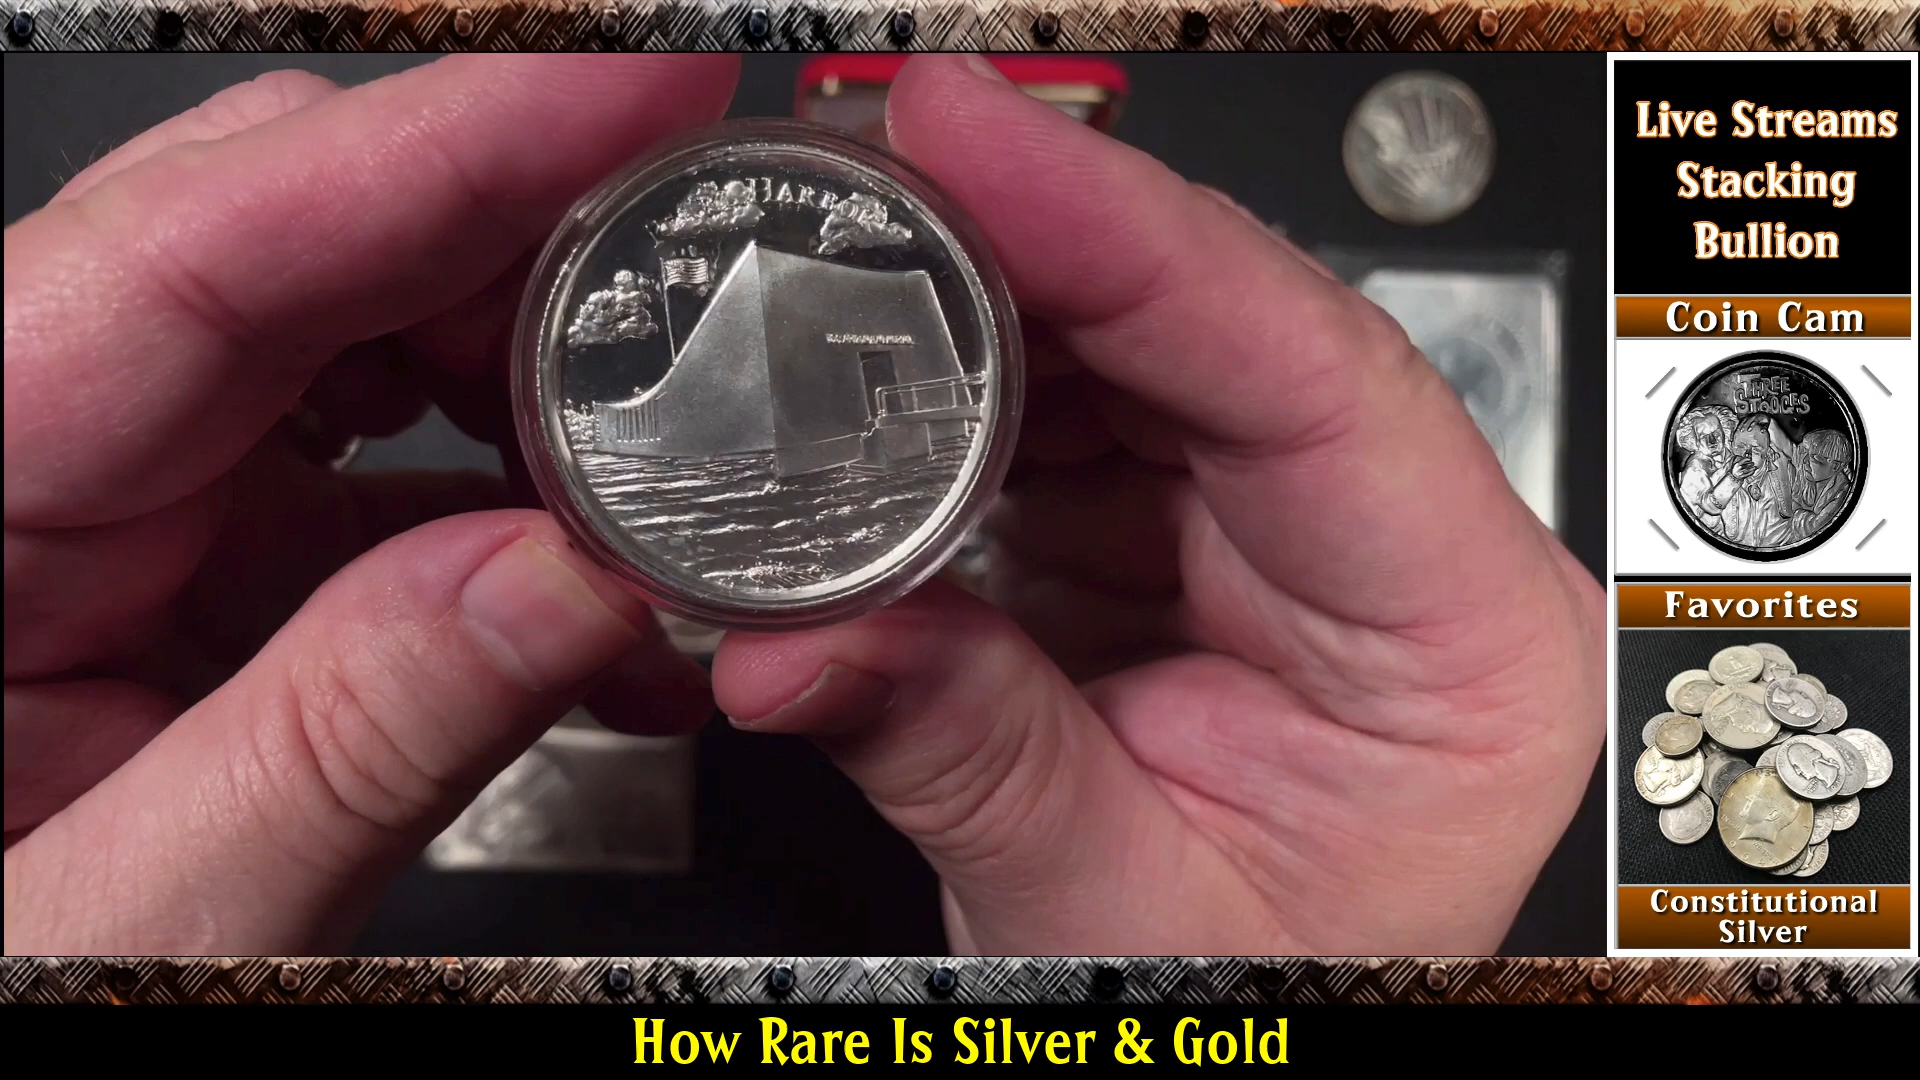 HARBOR
Live Streams
Stacking
Bullion
Coin Cam
THREE
STOOGES
Favorites
Constitutional
Silver
How Rare Is Silver & Gold